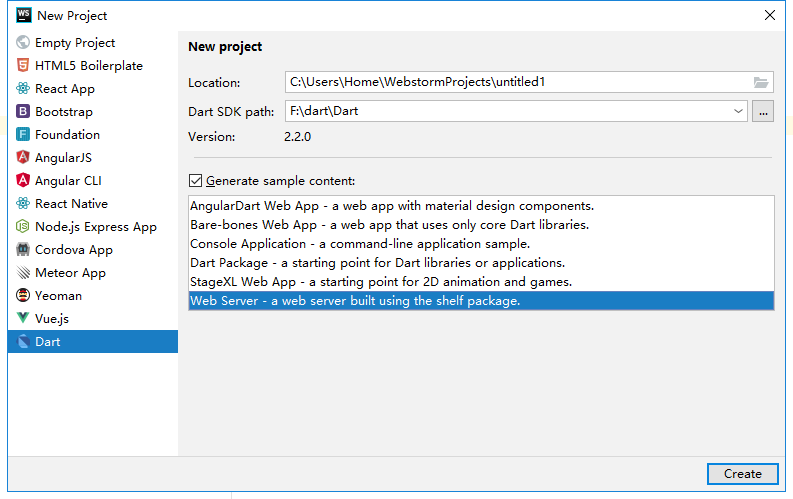 WS New Project
Empty Project
HTML5 Boilerplate
React App
Bootstrap
Foundation
AngularJS
Angular CLI
React Native
Node.js Express App
Cordova App
Meteor App
Yeoman
Vue.js
Dart
New project
Location: C:\Users\Home\WebstormProjects\untitled1
Dart SDK path: F:\dart\Dart ...
Version: 2.2.0
Generate sample content:
AngularDart Web App - a web app with material design components.
Bare-bones Web App - a web app that uses only core Dart libraries.
Console Application - a command-line application sample.
Dart Package - a starting point for Dart libraries or applications.
StageXL Web App - a starting point for 2D animation and games.
Web Server - a web server built using the shelf package.
Create